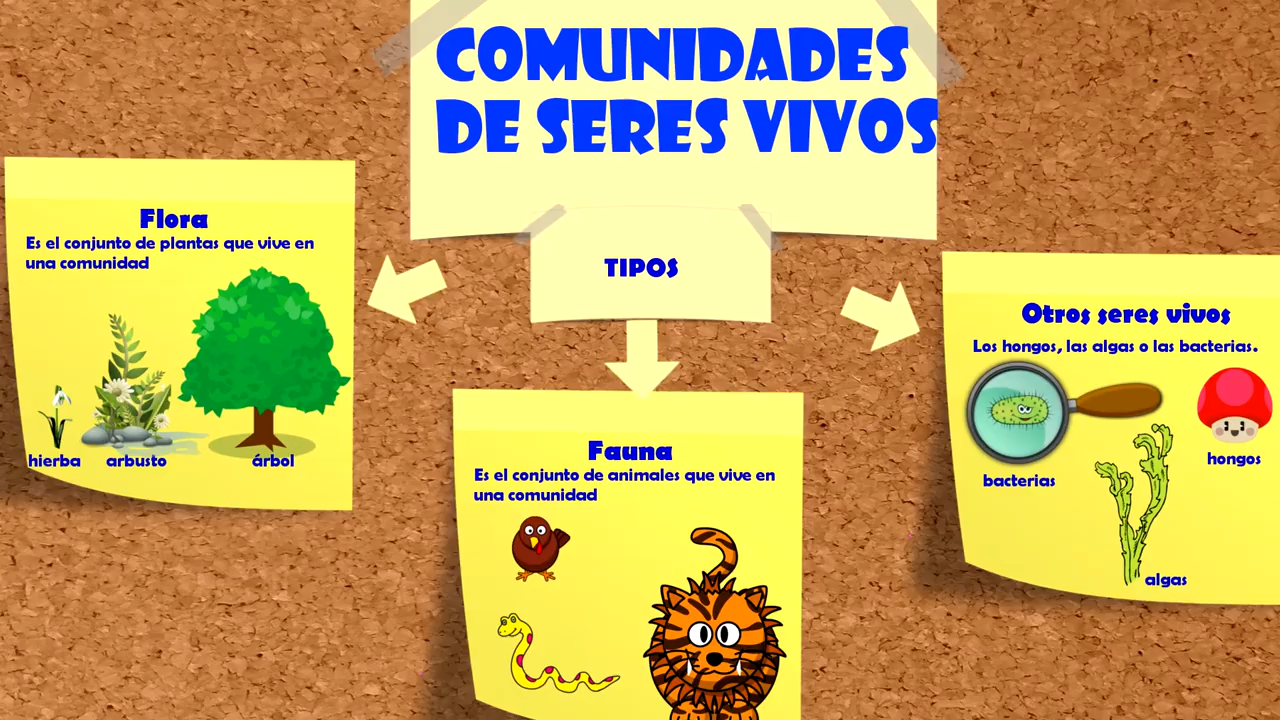 COMUNIDADES
DE SERES VIVOS
TIPOS
Flora
Es el conjunto de plantas que vive en
una comunidad
hierba
arbusto
árbol
Fauna
Es el conjunto de animales que vive en
una comunidad
Otros seres vivos
Los hongos, las algas o las bacterias.
bacterias
hongos
algas